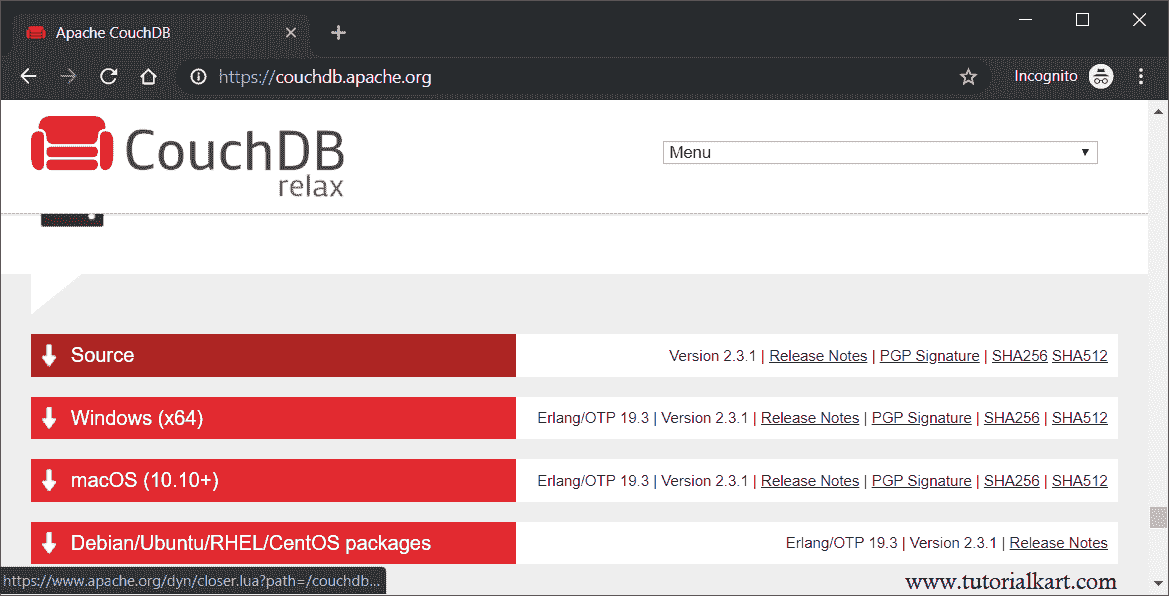 Apache CouchDB
https://couchdb.apache.org
Incognito
CouchDB
relax
Menu
Source
Version 2.3.1 | Release Notes | PGP Signature | SHA256 SHA512
Windows (x64)
Erlang/OTP 19.3 | Version 2.3.1 | Release Notes | PGP Signature | SHA256 | SHA512
macOS (10.10+)
Erlang/OTP 19.3 | Version 2.3.1 | Release Notes | PGP Signature | SHA256 | SHA512
Debian/Ubuntu/RHEL/CentOS packages
Erlang/OTP 19.3 | Version 2.3.1 | Release Notes
https://www.apache.org/dyn/closer.lua?path=/couchdb...
www.tutorialkart.com